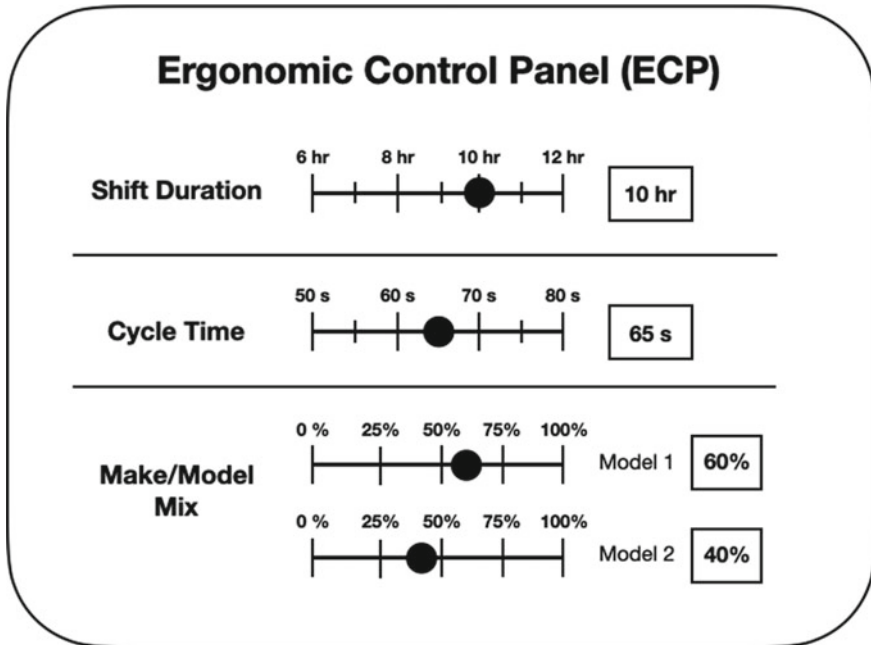 Ergonomic Control Panel (ECP)
6 hr 8 hr 10 hr 12 hr
Shift Duration
10 hr
50 s 60 s 70 s 80 s
Cycle Time
65 s
0 % 25% 50% 75% 100%
Model 1 60%
Make/Model
Mix
0 % 25% 50% 75% 100%
Model 2 40%